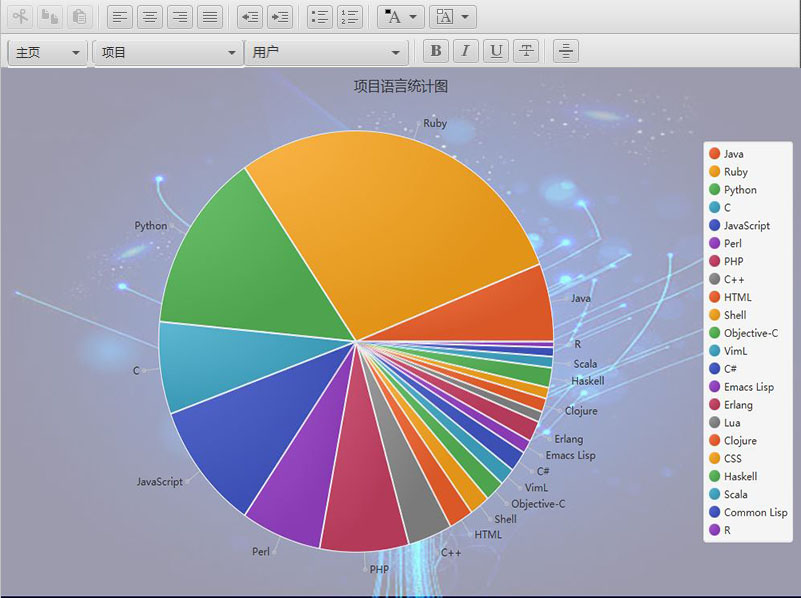 A A
主页 项目 用户 B I U T
项目语言统计图
Ruby
Python
Java
R
Scala
Haskell
Clojure
Erlang
Emacs Lisp
C#
VimL
Objective-C
Shell
HTML
C++
PHP
Perl
JavaScript
C
Java
Ruby
Python
C
JavaScript
Perl
PHP
C++
HTML
Shell
Objective-C
VimL
C#
Emacs Lisp
Erlang
Lua
Clojure
CSS
Haskell
Scala
Common Lisp
R